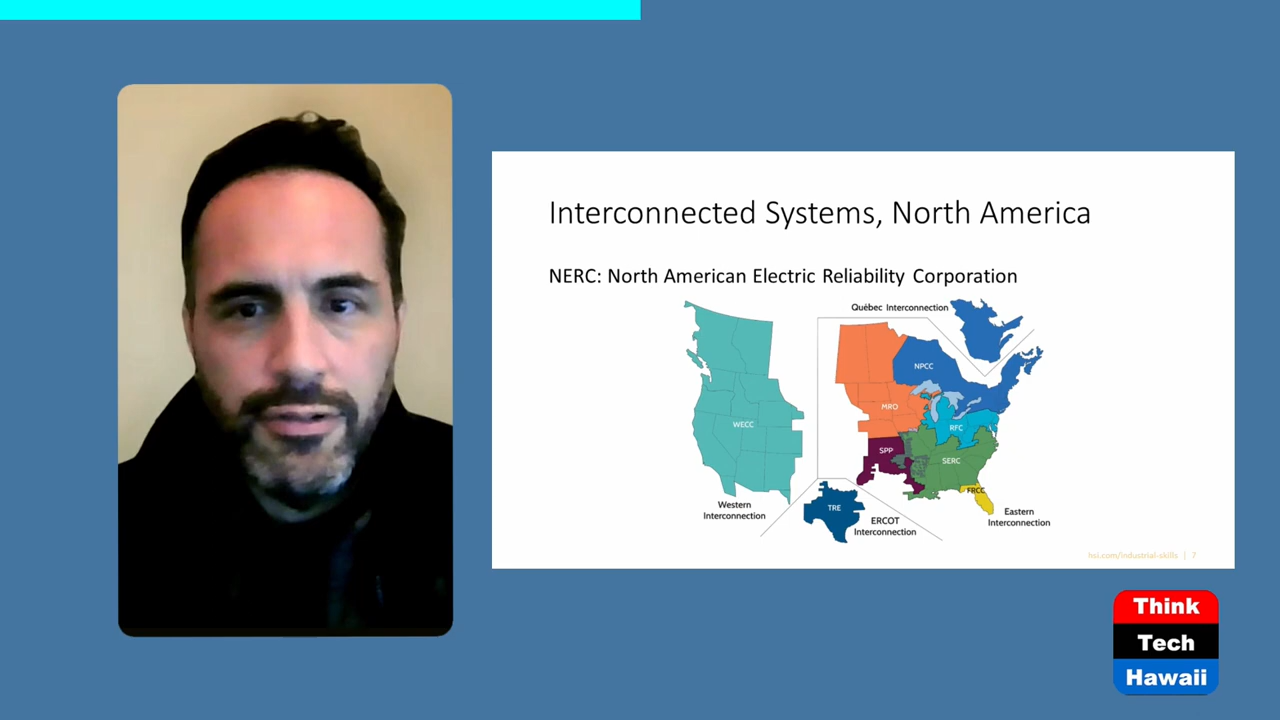 Interconnected Systems, North America
NERC: North American Electric Reliability Corporation
Québec Interconnection
NPCC
MRO
WECC
RFC
SPP
SERC
FRCC
Western
Interconnection
TRE
ERCOT
Interconnection
Eastern
Interconnection
hsi.com/industrial-skills | 7
Think
Tech
Hawaii